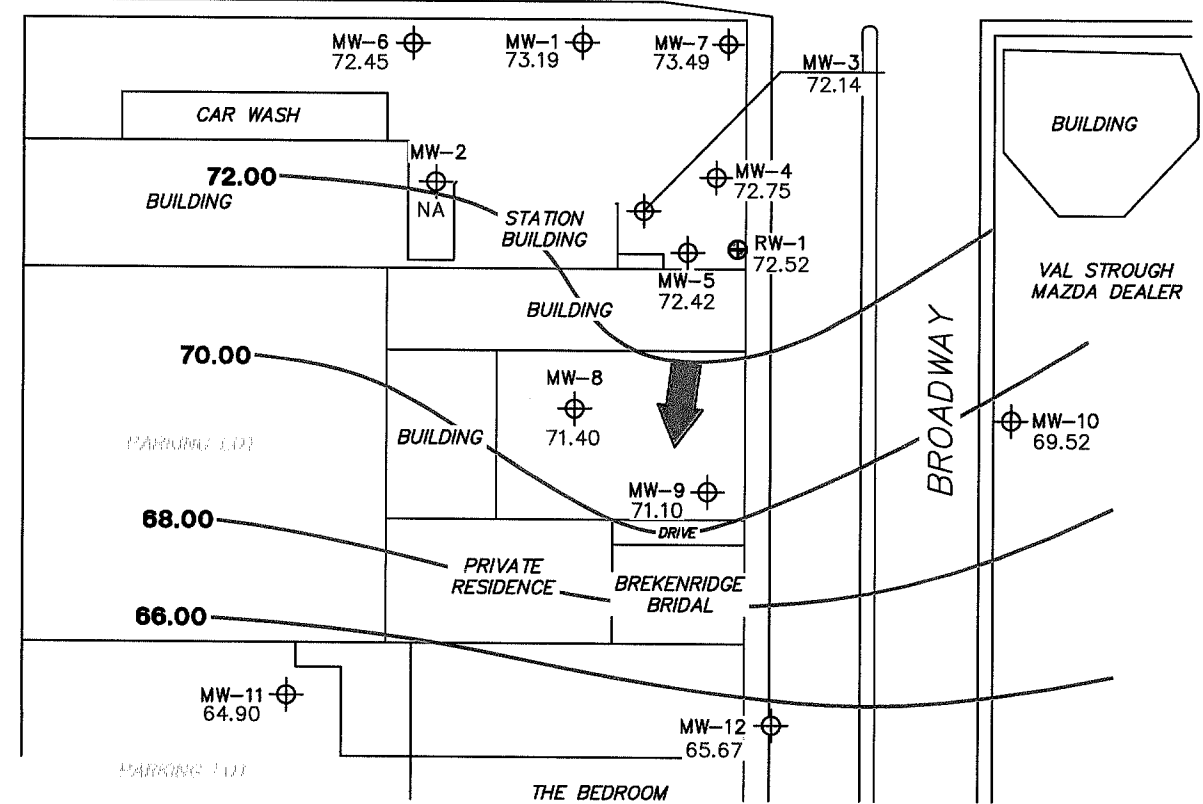 MW-6
72.45
MW-1
73.19
MW-7
73.49
MW-3
72.14
CAR WASH
BUILDING
MW-2
NA
72.00
BUILDING
MW-4
72.75
STATION
BUILDING
RW-1
72.52
MW-5
72.42
VAL STROUGH
MAZDA DEALER
BUILDING
BROADWAY
70.00
MW-8
71.40
PARKING LOT
BUILDING
MW-10
69.52
MW-9
71.10
68.00
DRIVE
PRIVATE
RESIDENCE
BREKENRIDGE
BRIDAL
66.00
MW-11
64.90
MW-12
65.67
PARKING LOT
THE BEDROOM